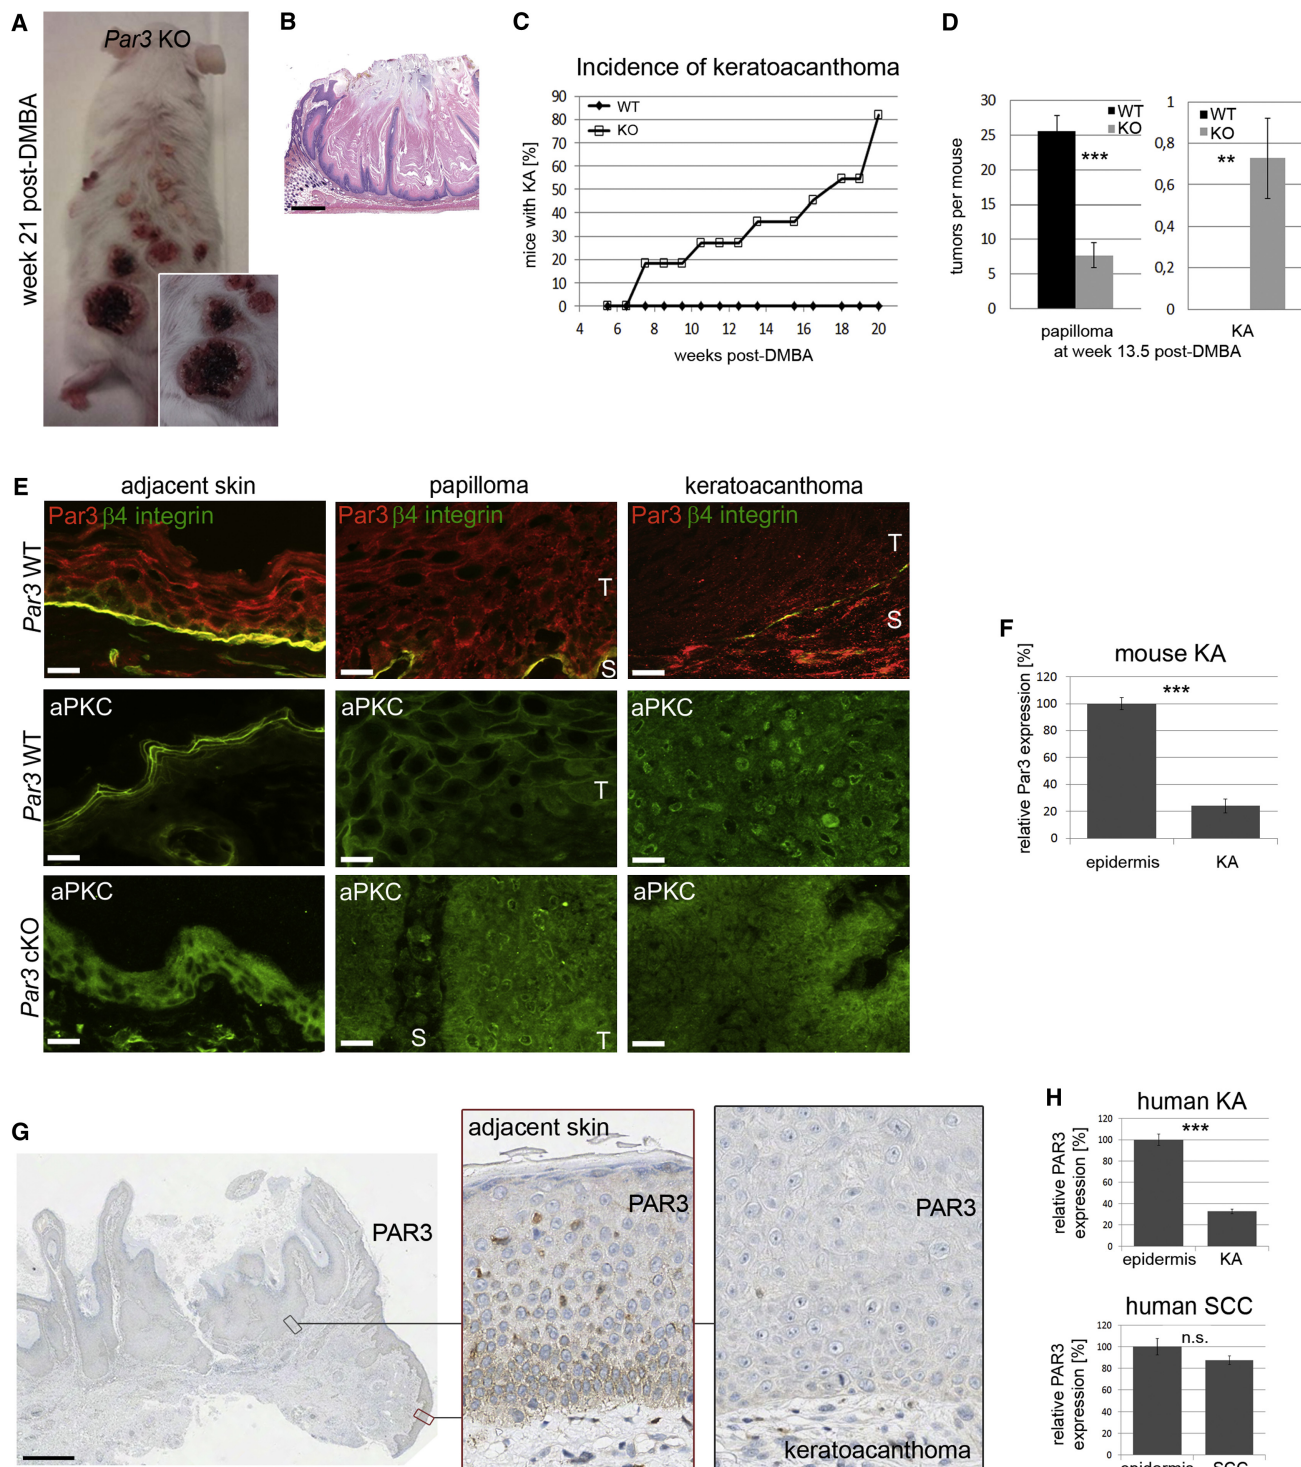 A
Par3 KO
week 21 post-DMBA
B
C
Incidence of keratoacanthoma
mice with KA [%]
90
80
70
60
50
40
30
20
10
0
WT
KO
4 6 8 10 12 14 16 18 20
weeks post-DMBA
D
tumors per mouse
30
25
20
15
10
5
0
WT
KO
***
papilloma
1
0,8
0,6
0,4
0,2
0
WT
KO
**
KA
at week 13.5 post-DMBA
E
adjacent skin papilloma keratoacanthoma
Par3 WT
Par3 β4 integrin
Par3 β4 integrin
T
S
Par3 β4 integrin
T
S
Par3 WT
aPKC
aPKC
T
aPKC
Par3 cKO
aPKC
aPKC
S
T
aPKC
F
mouse KA
relative Par3 expression [%]
120
100
80
60
40
20
0
***
epidermis KA
G
PAR3
adjacent skin
PAR3
PAR3
keratoacanthoma
H
human KA
relative PAR3
expression [%]
120
100
80
60
40
20
0
***
epidermis KA
human SCC
relative PAR3
expression [%]
120
100
80
60
40
20
0
n.s.
epidermis SCC